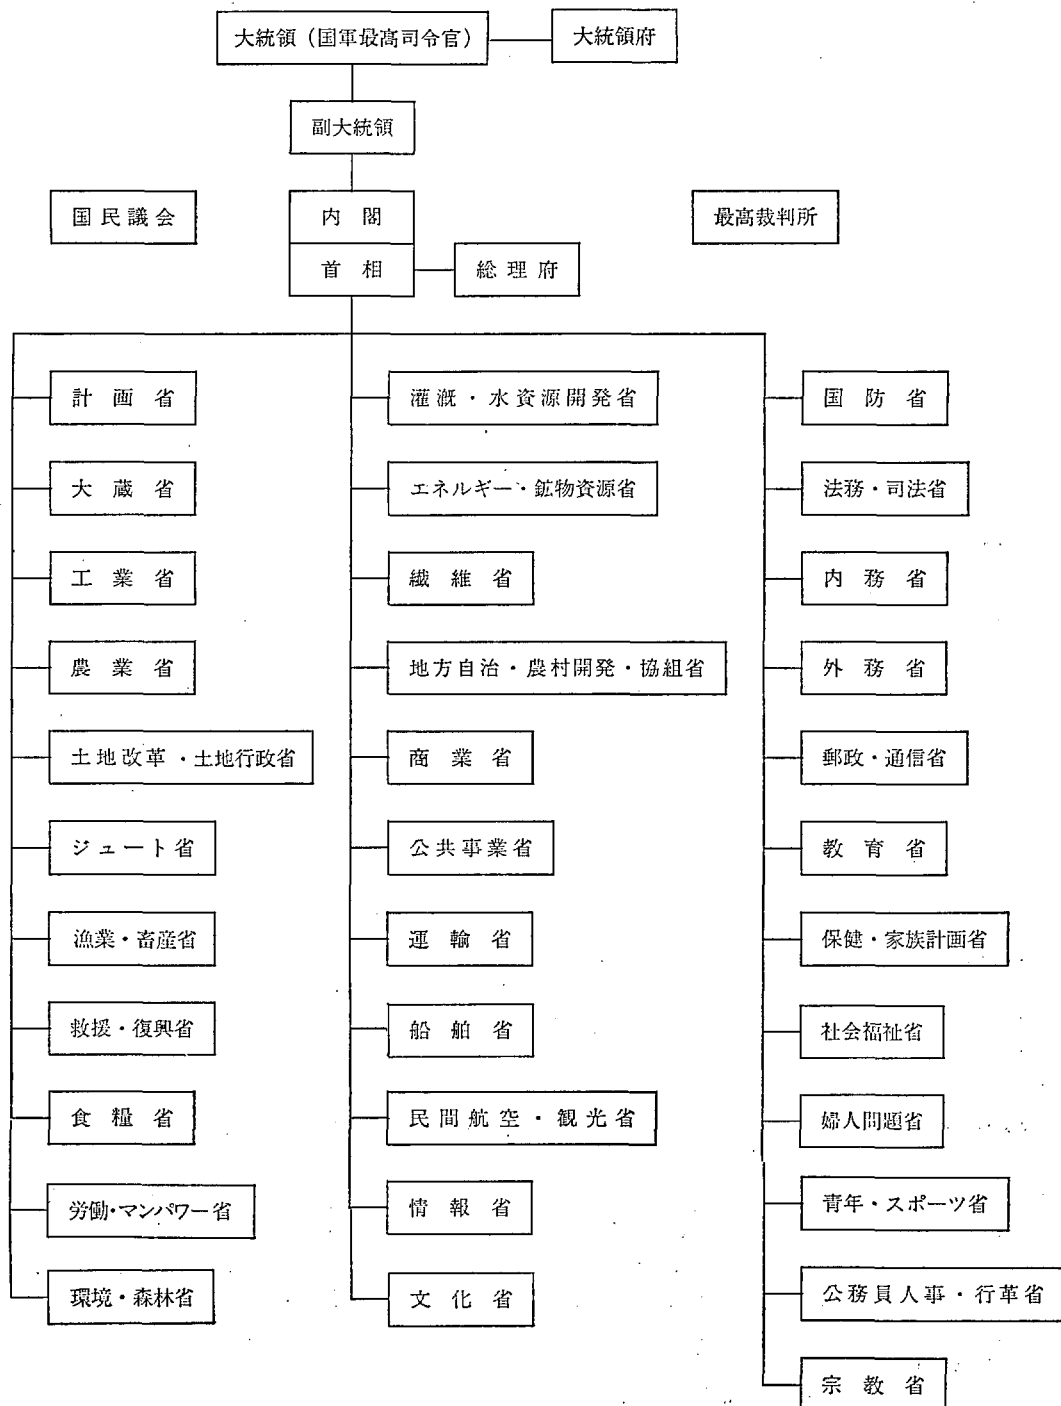 大統領（国軍最高司令官）
大統領府
副大統領
国民議会
内閣
最高裁判所
首相
総理府
計画省
大蔵省
工業省
農業省
土地改革・土地行政省
ジュート省
漁業・畜産省
救援・復興省
食糧省
労働・マンパワー省
環境・森林省
灌漑・水資源開発省
エネルギー・鉱物資源省
繊維省
地方自治・農村開発・協組省
商業省
公共事業省
運輸省
船舶省
民間航空・観光省
情報省
文化省
国防省
法務・司法省
内務省
外務省
郵政・通信省
教育省
保健・家族計画省
社会福祉省
婦人問題省
青年・スポーツ省
公務員人事・行革省
宗教省